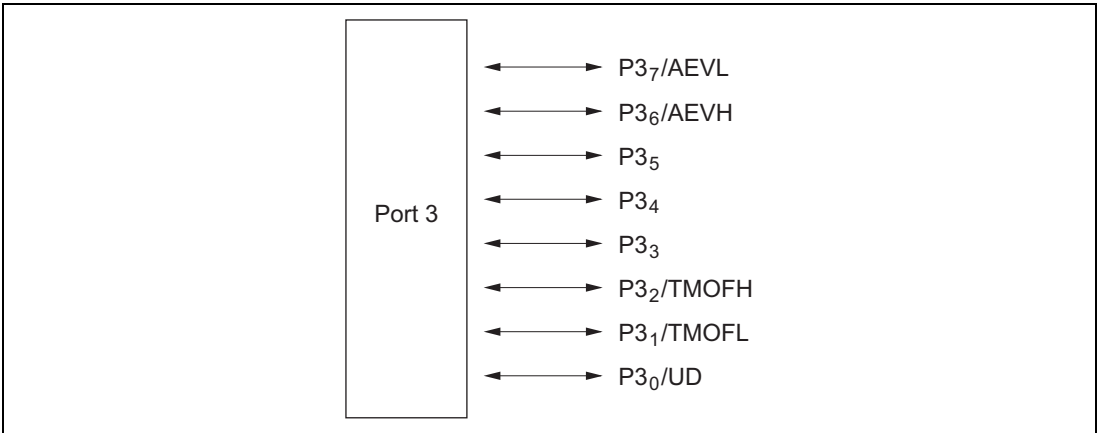 P3₇/AEVL
P3₆/AEVH
P3₅
P3₄
Port 3
P3₃
P3₂/TMOFH
P3₁/TMOFL
P3₀/UD